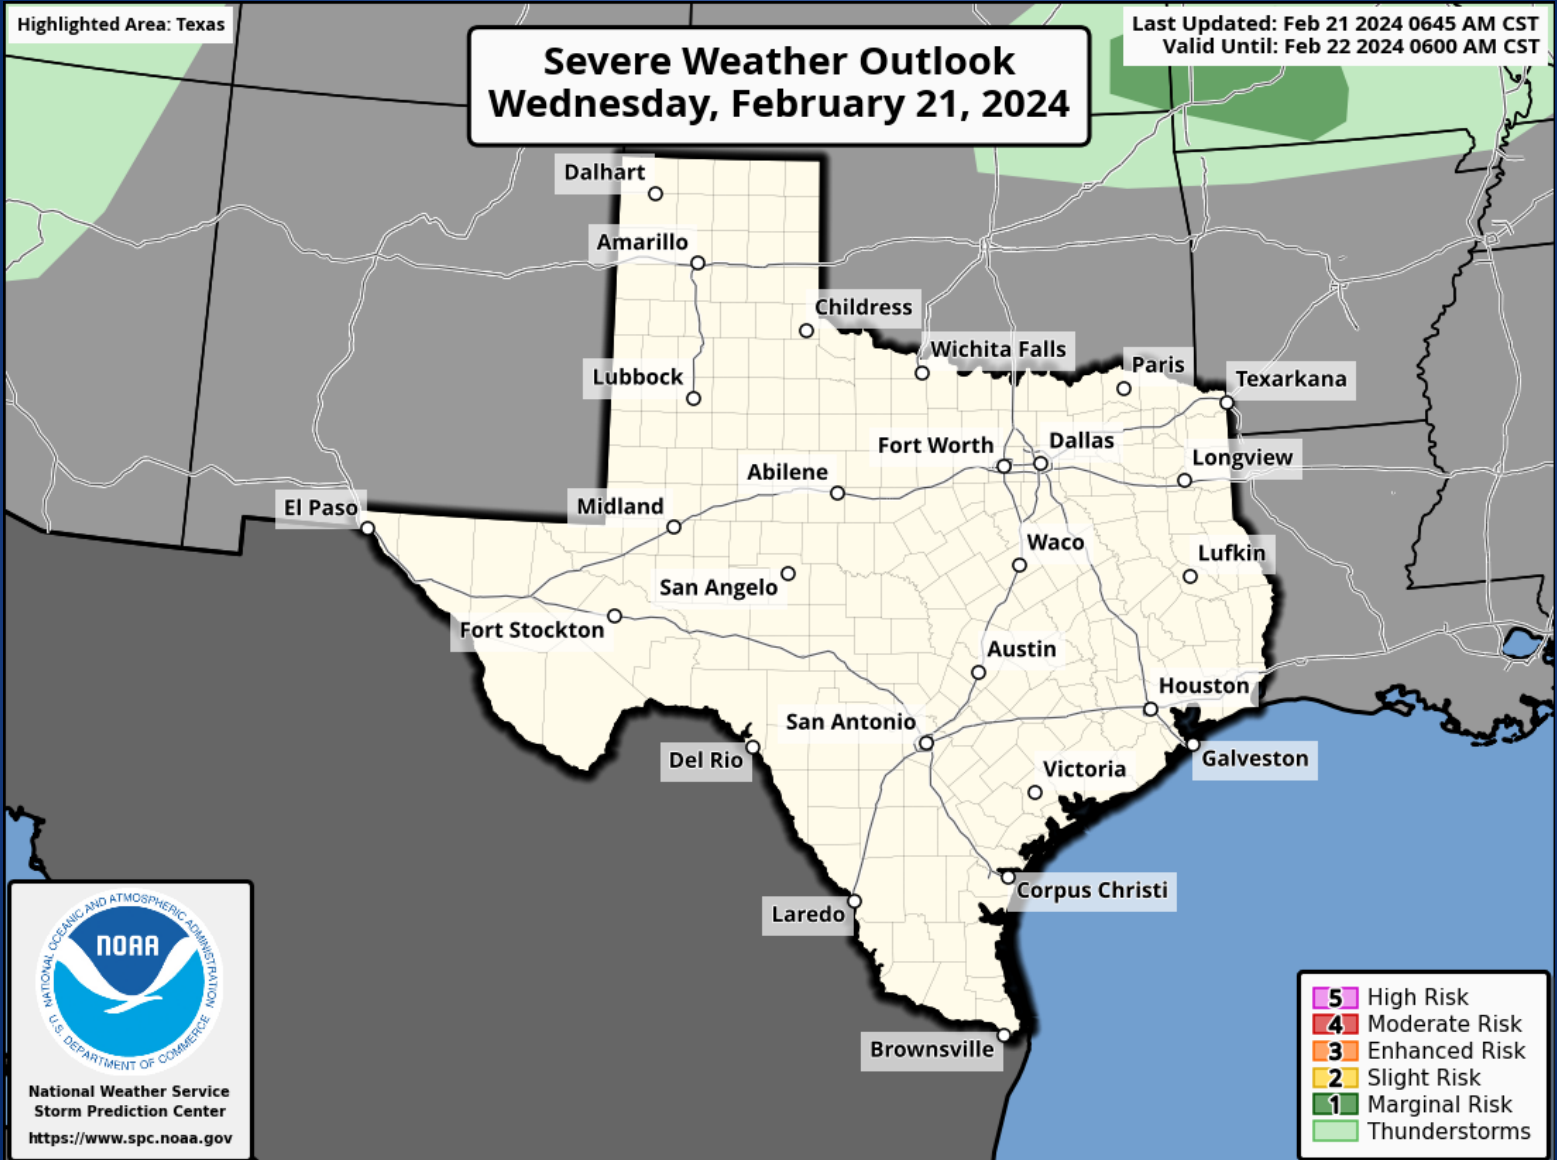 Highlighted Area: Texas
Last Updated: Feb 21 2024 0645 AM CST
Valid Until: Feb 22 2024 0600 AM CST
Severe Weather Outlook
Wednesday, February 21, 2024
Dalhart
Amarillo
Childress
Wichita Falls
Paris
Texarkana
Lubbock
Fort Worth
Dallas
Longview
Abilene
Midland
El Paso
Waco
Lufkin
San Angelo
Fort Stockton
Austin
Houston
San Antonio
Del Rio
Galveston
Victoria
Corpus Christi
Laredo
Brownsville
NATIONAL OCEANIC AND ATMOSPHERIC ADMINISTRATION
NOAA
U.S. DEPARTMENT OF COMMERCE
National Weather Service
Storm Prediction Center
https://www.spc.noaa.gov
5 High Risk
4 Moderate Risk
3 Enhanced Risk
2 Slight Risk
1 Marginal Risk
Thunderstorms